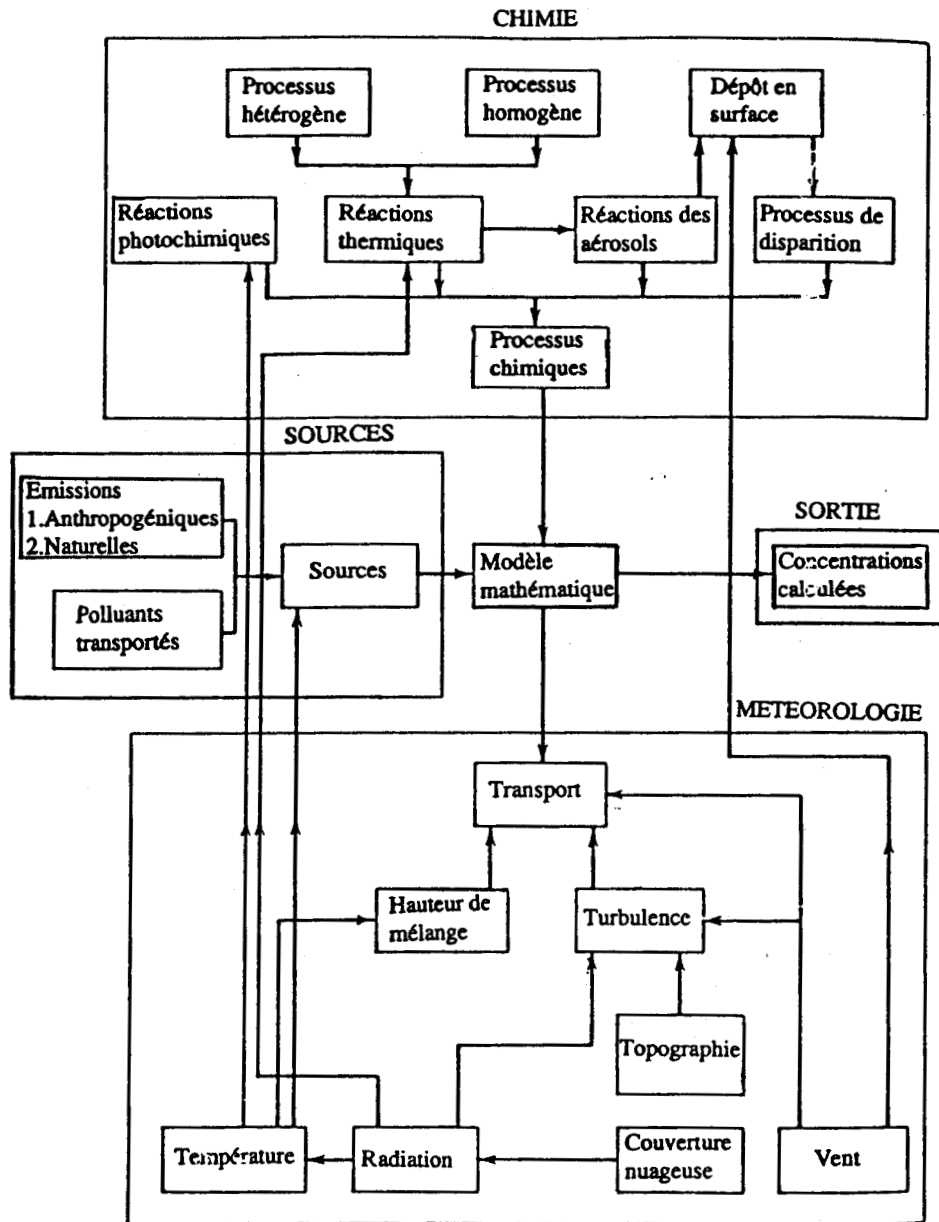 CHIMIE
Processus
hétérogène
Processus
homogène
Dépôt en
surface
Réactions
photochimiques
Réactions
thermiques
Réactions des
aérosols
Processus de
disparition
Processus
chimiques
SOURCES
Emissions
1.Anthropogéniques
2.Naturelles
Polluants
transportés
Sources
Modèle
mathématique
SORTIE
Concentrations
calculées
METEOROLOGIE
Transport
Hauteur de
mélange
Turbulence
Topographie
Température
Radiation
Couverture
nuageuse
Vent